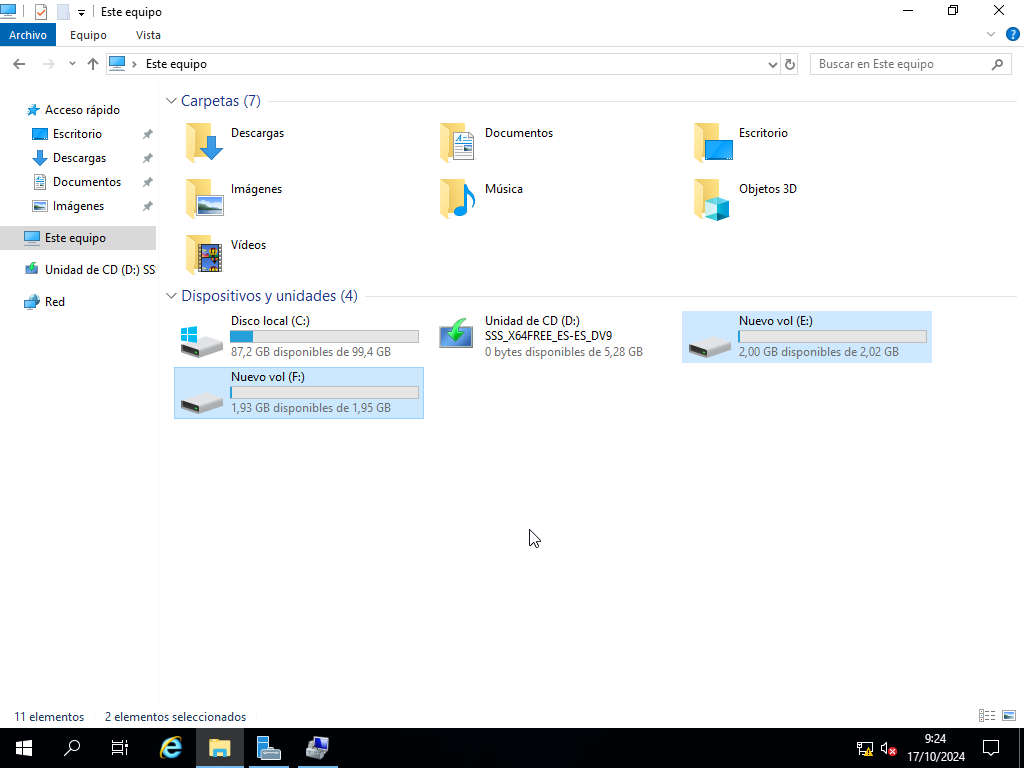 Este equipo
Archivo
Equipo
Vista
Este equipo
Buscar en Este equipo
Acceso rápido
Escritorio
Descargas
Documentos
Imágenes
Este equipo
Unidad de CD (D:) SS
Red
Carpetas (7)
Descargas
Documentos
Escritorio
Imágenes
Música
Objetos 3D
Vídeos
Dispositivos y unidades (4)
Disco local (C:)
87,2 GB disponibles de 99,4 GB
Unidad de CD (D:)
SSS_X64FREE_ES-ES_DV9
0 bytes disponibles de 5,28 GB
Nuevo vol (E:)
2,00 GB disponibles de 2,02 GB
Nuevo vol (F:)
1,93 GB disponibles de 1,95 GB
11 elementos
2 elementos seleccionados
9:24
17/10/2024